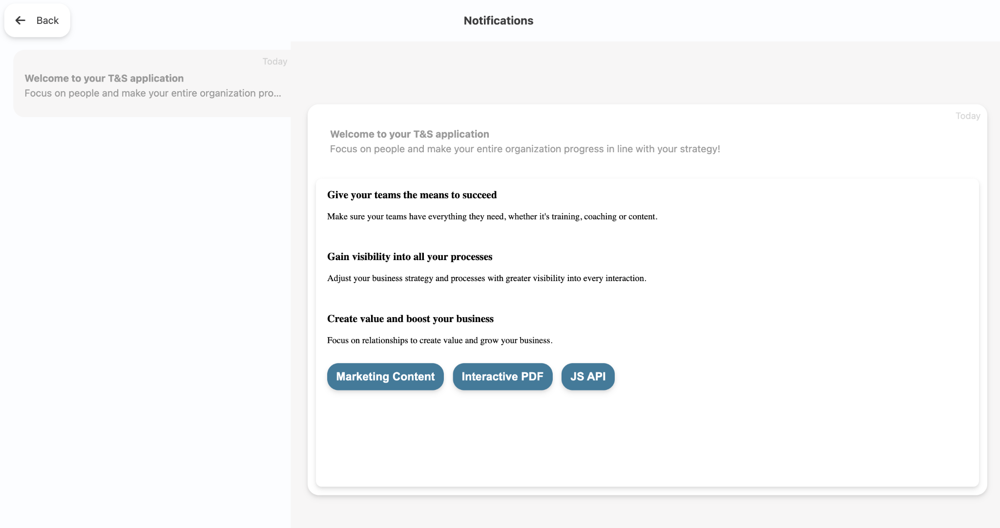 Back
Notifications
Today
Welcome to your T&S application
Focus on people and make your entire organization pro...
Today
Welcome to your T&S application
Focus on people and make your entire organization progress in line with your strategy!
Give your teams the means to succeed
Make sure your teams have everything they need, whether it's training, coaching or content.
Gain visibility into all your processes
Adjust your business strategy and processes with greater visibility into every interaction.
Create value and boost your business
Focus on relationships to create value and grow your business.
Marketing Content
Interactive PDF
JS API